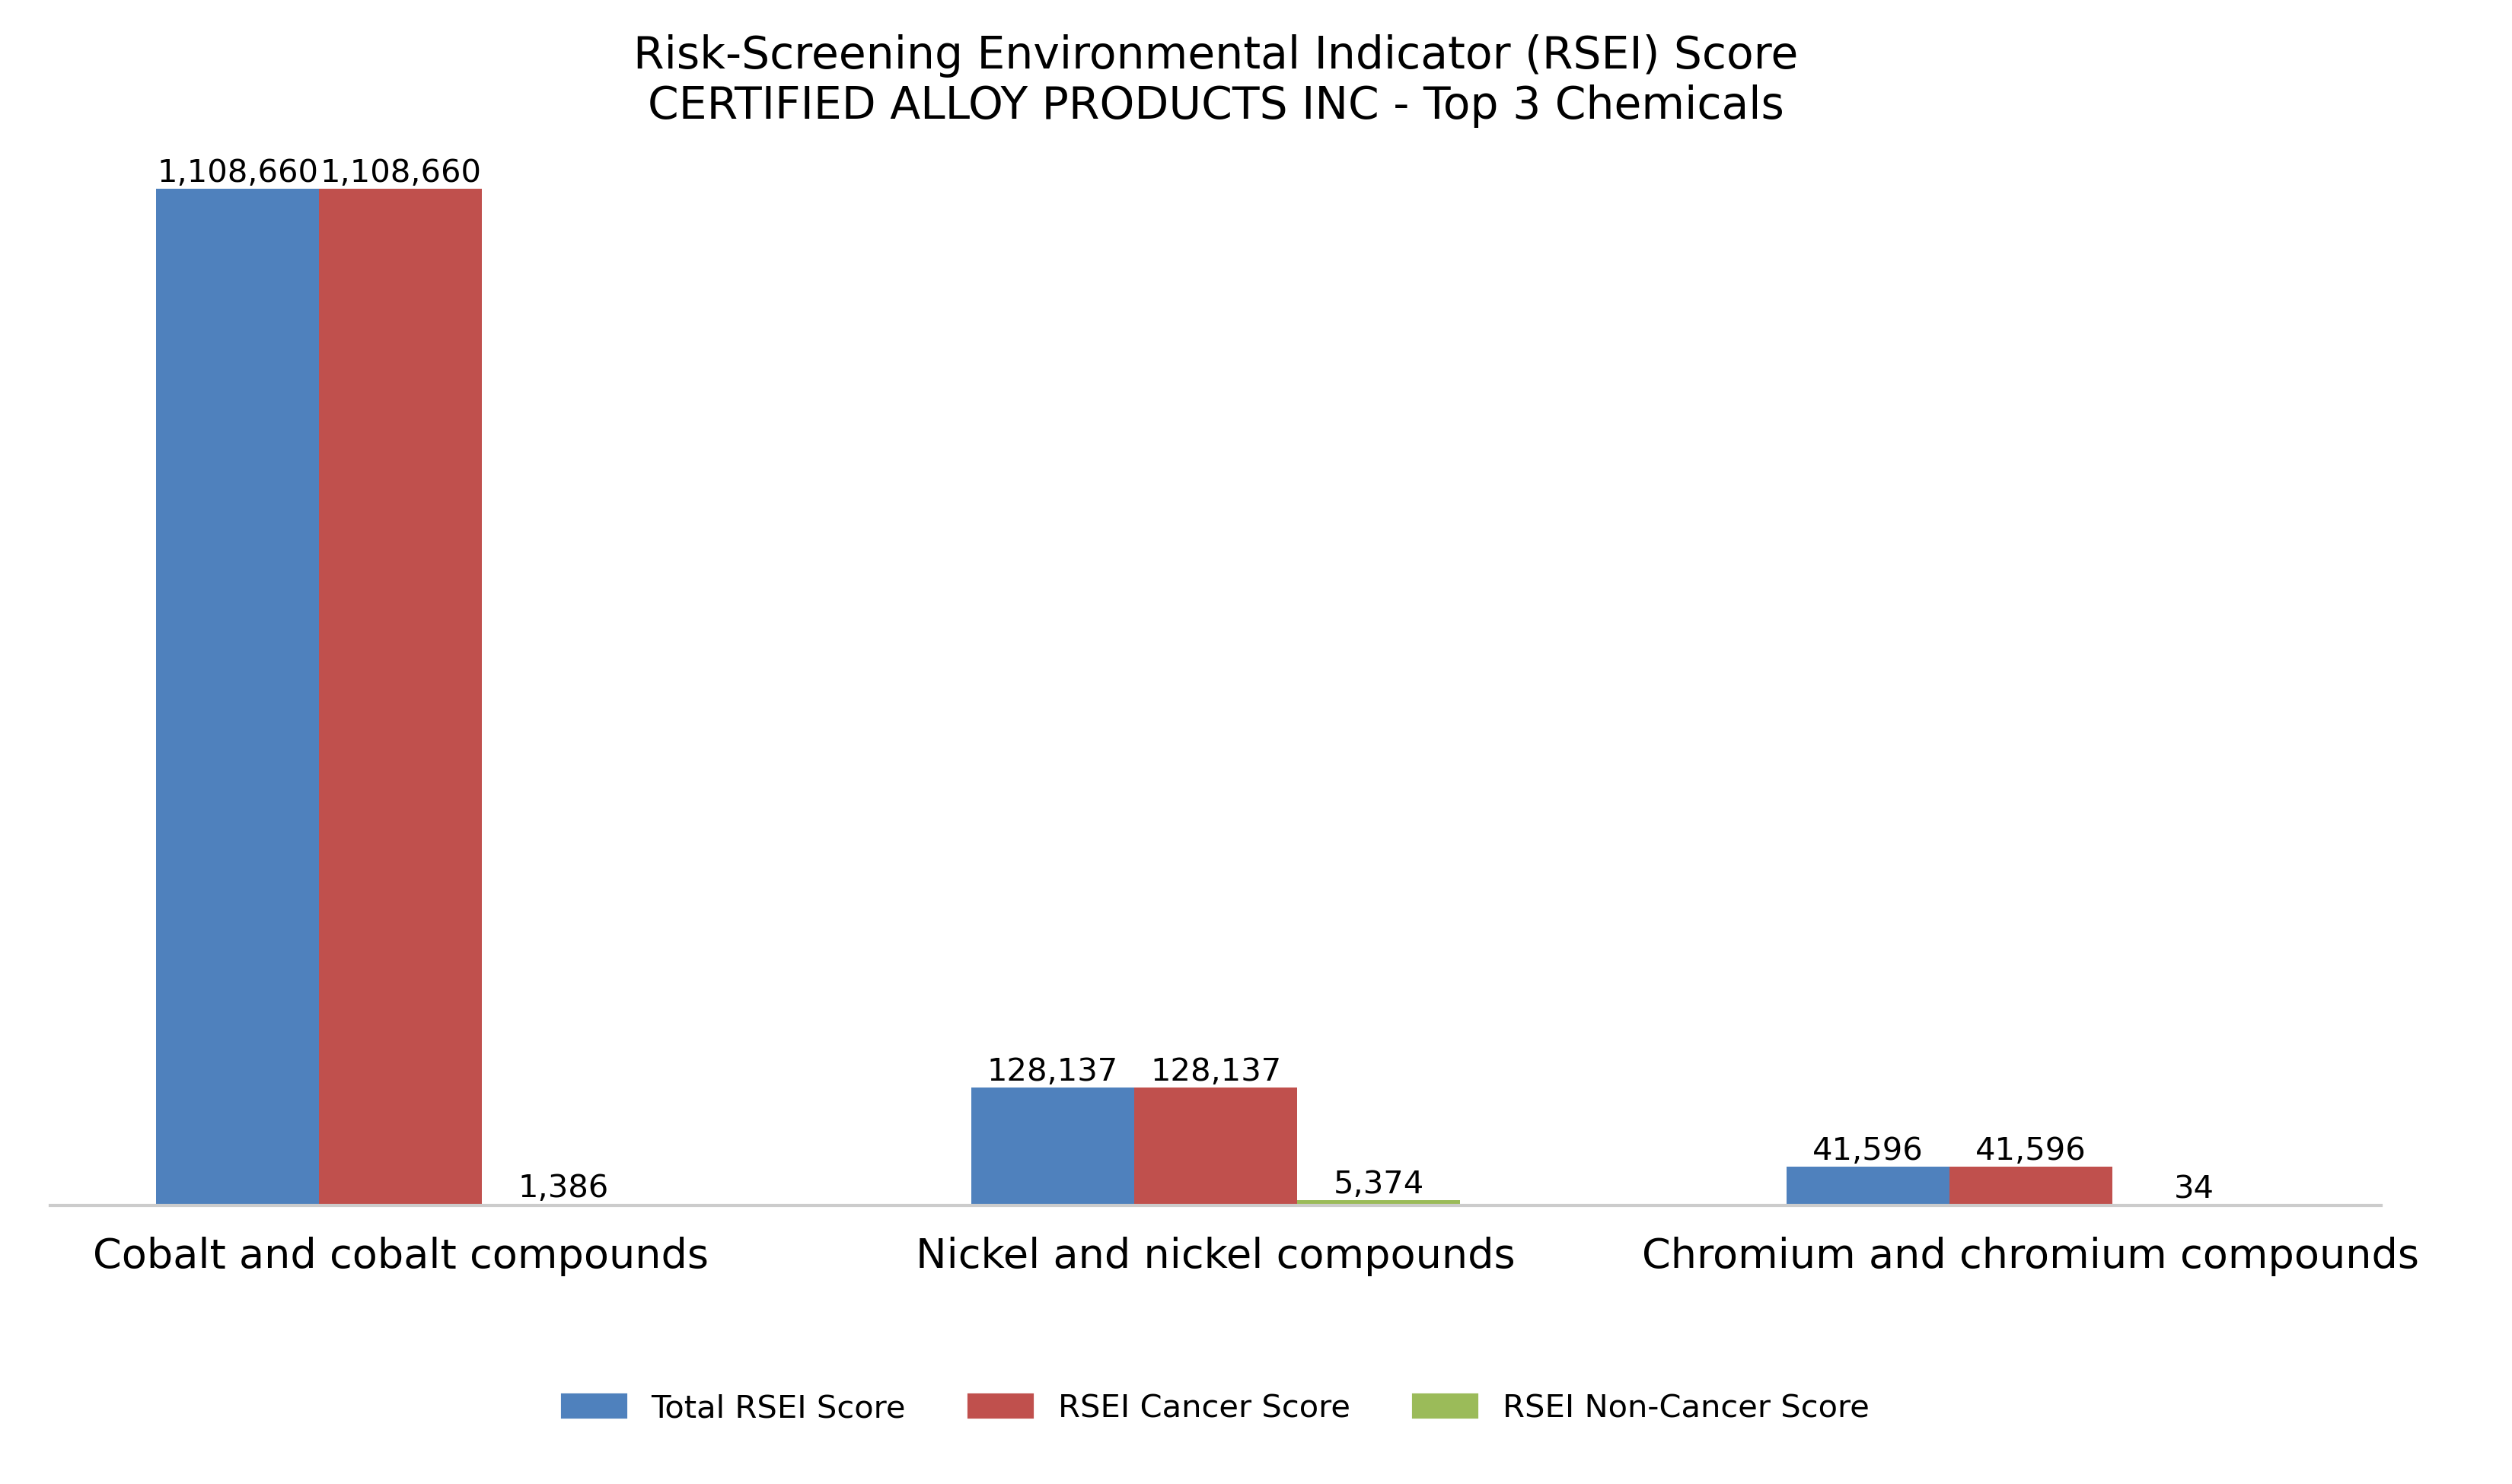 Risk-Screening Environmental Indicator (RSEI) Score
CERTIFIED ALLOY PRODUCTS INC - Top 3 Chemicals
1,108,660 1,108,660
1,386
128,137 128,137
5,374
41,596 41,596
34
Cobalt and cobalt compounds
Nickel and nickel compounds
Chromium and chromium compounds
Total RSEI Score
RSEI Cancer Score
RSEI Non-Cancer Score